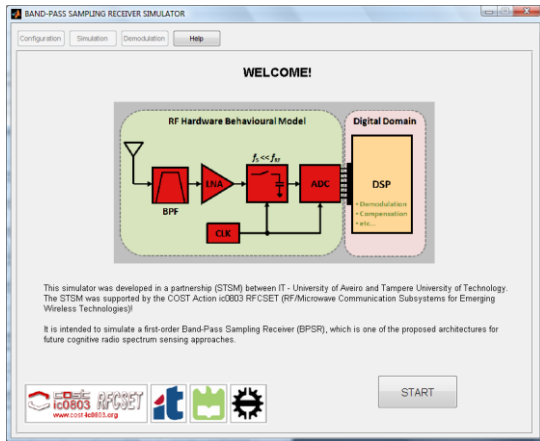 BAND-PASS SAMPLING RECEIVER SIMULATOR
Configuration Simulation Demodulation Help
WELCOME!
RF Hardware Behavioural Model
Digital Domain
fS<<fRF
LNA
ADC
DSP
BPF
• Demodulation
• Compensation
• etc...
CLK
This simulator was developed in a partnership (STSM) between IT - University of Aveiro and Tampere University of Technology.
The STSM was supported by the COST Action ic0803 RFCSET (RF/Microwave Communication Subsystems for Emerging
Wireless Technologies)!
It is intended to simulate a first-order Band-Pass Sampling Receiver (BPSR), which is one of the proposed architectures for
future cognitive radio spectrum sensing approaches.
cost
ic0803 RFCSET
www.cost-ic0803.org
it
START